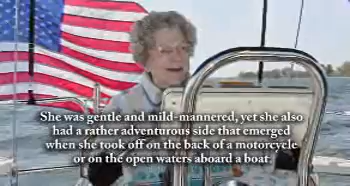 She was gentle and mild-mannered, yet she also
had a rather adventurous side that emerged
when she took off on the back of a motorcycle
or on the open waters aboard a boat.